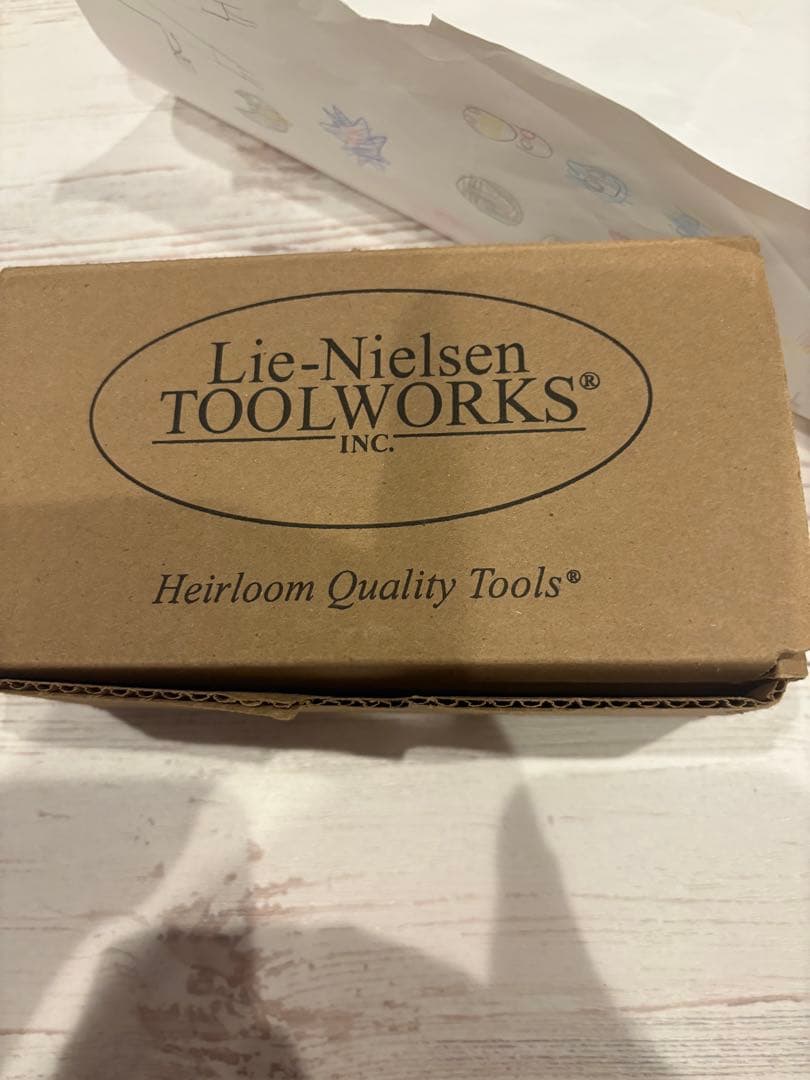 Lie-Nielsen
TOOLWORKS®
INC.
Heirloom Quality Tools®